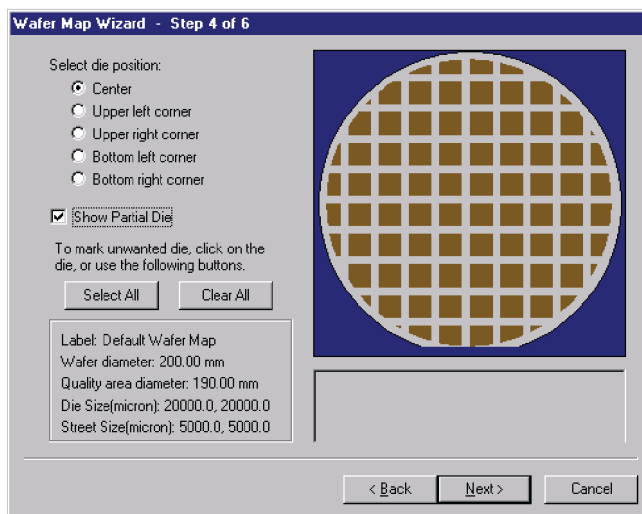 Wafer Map Wizard - Step 4 of 6
Select die position:
Center
Upper left corner
Upper right corner
Bottom left corner
Bottom right corner
Show Partial Die
To mark unwanted die, click on the
die, or use the following buttons.
Select All
Clear All
Label: Default Wafer Map
Wafer diameter: 200.00 mm
Quality area diameter: 190.00 mm
Die Size(micron): 20000.0, 20000.0
Street Size(micron): 5000.0, 5000.0
< Back
Next >
Cancel